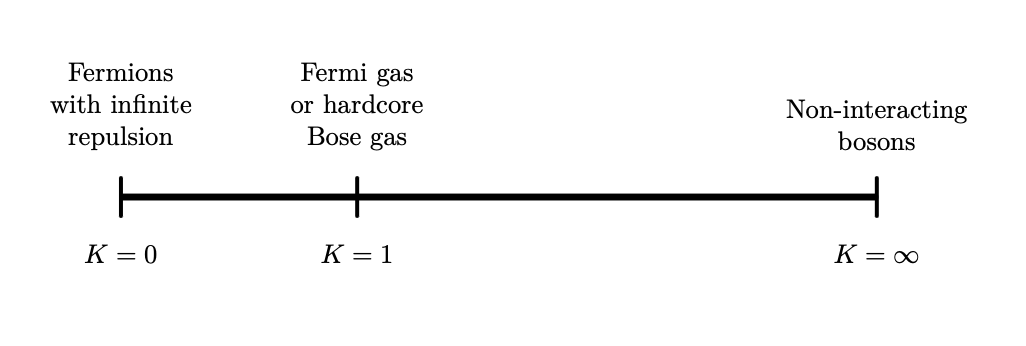 Fermions
with infinite
repulsion
Fermi gas
or hardcore
Bose gas
Non-interacting
bosons
K = 0
K = 1
K = ∞